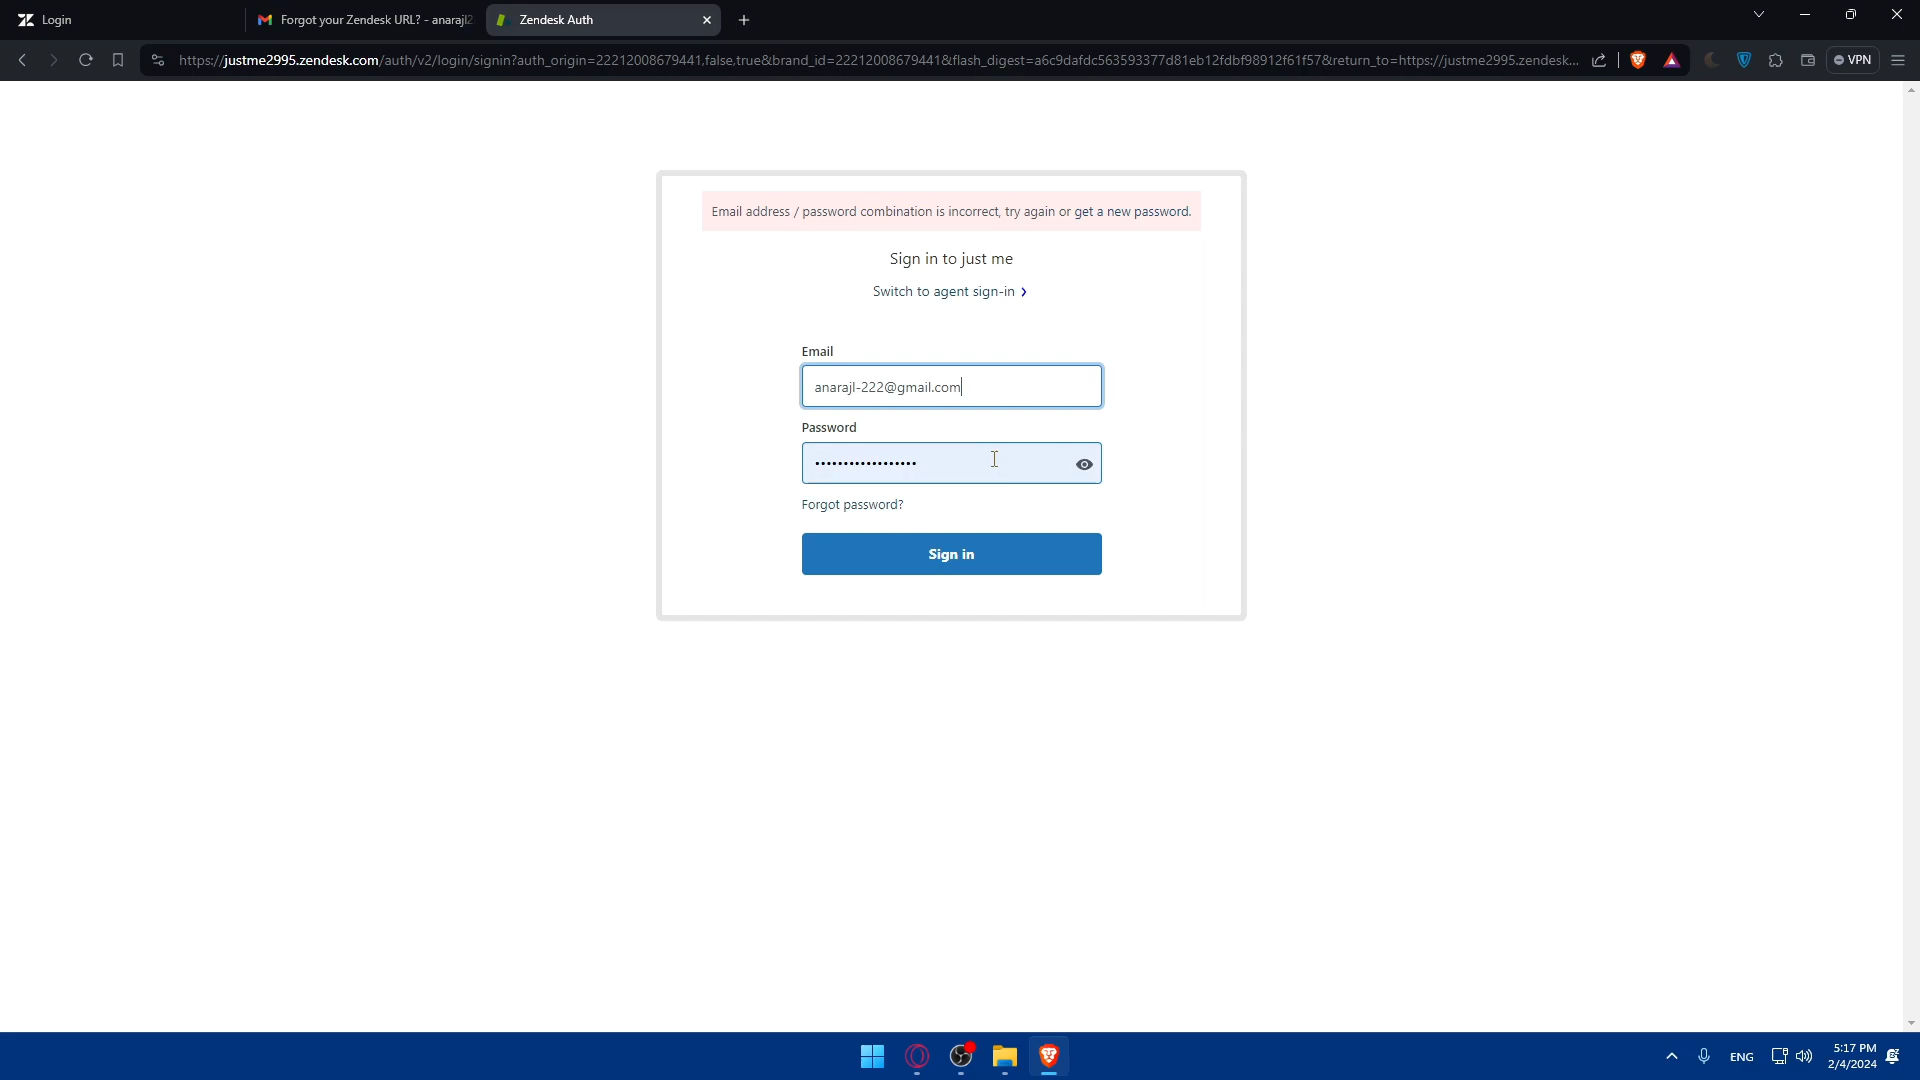 Login
Forgot your Zendesk URL? - anarajl2
Zendesk Auth
https://justme2995.zendesk.com/auth/v2/login/signin?auth_origin=22212008679441,false,true&brand_id=22212008679441&flash_digest=a6c9dafdc563593377d81eb12fdbf98912f61f57&return_to=https://justme2995.zendesk...
VPN
Email address / password combination is incorrect, try again or get a new password.
Sign in to just me
Switch to agent sign-in
Email
anarajl-222@gmail.com
Password
Forgot password?
Sign in
ENG
5:17 PM
2/4/2024